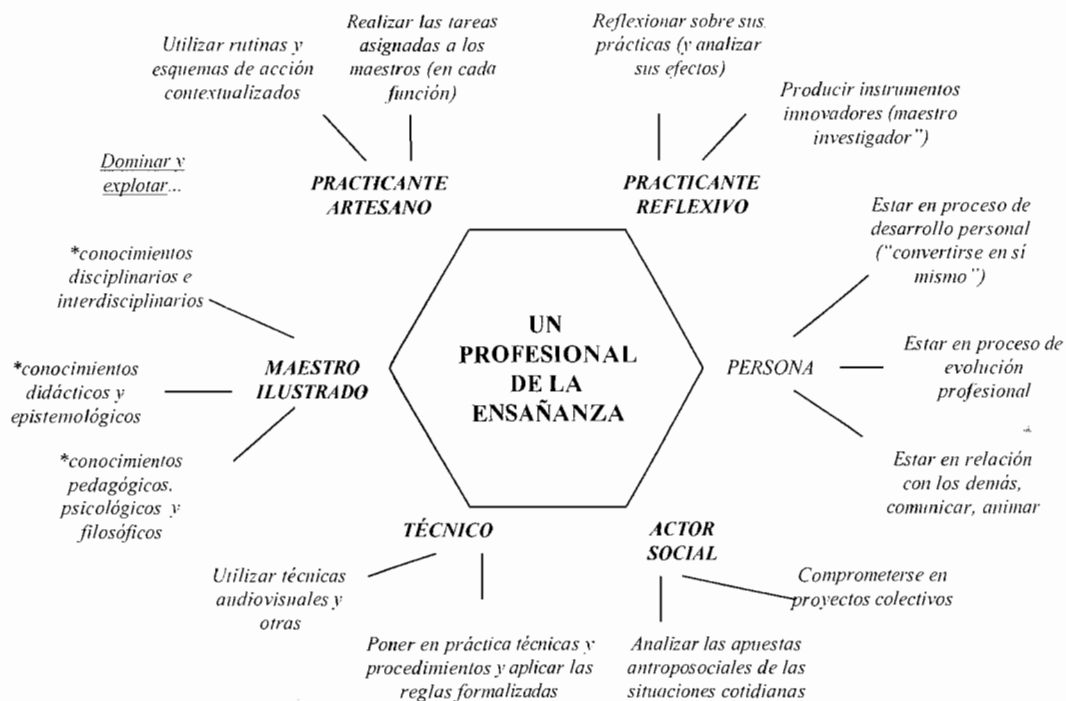 Utilizar rutinas y
esquemas de acción
contextualizados
Realizar las tareas
asignadas a los
maestros (en cada
función)
Reflexionar sobre sus
prácticas (y analizar
sus efectos)
Producir instrumentos
innovadores (maestro
investigador")
Dominar y
explotar...
PRACTICANTE
ARTESANO
PRACTICANTE
REFLEXIVO
Estar en proceso de
desarrollo personal
("convertirse en sí
mismo")
*conocimientos
disciplinarios e
interdisciplinarios
UN
PROFESIONAL
DE LA
ENSAÑANZA
MAESTRO
ILUSTRADO
PERSONA
Estar en proceso de
evolución
profesional
*conocimientos
didácticos y
epistemológicos
*conocimientos
pedagógicos.
psicológicos y
filosóficos
Estar en relación
con los demás,
comunicar, animar
TÉCNICO
ACTOR
SOCIAL
Utilizar técnicas
audiovisuales y
otras
Poner en práctica técnicas y
procedimientos y aplicar las
reglas formalizadas
Analizar las apuestas
antroposociales de las
situaciones cotidianas
Comprometerse en
proyectos colectivos